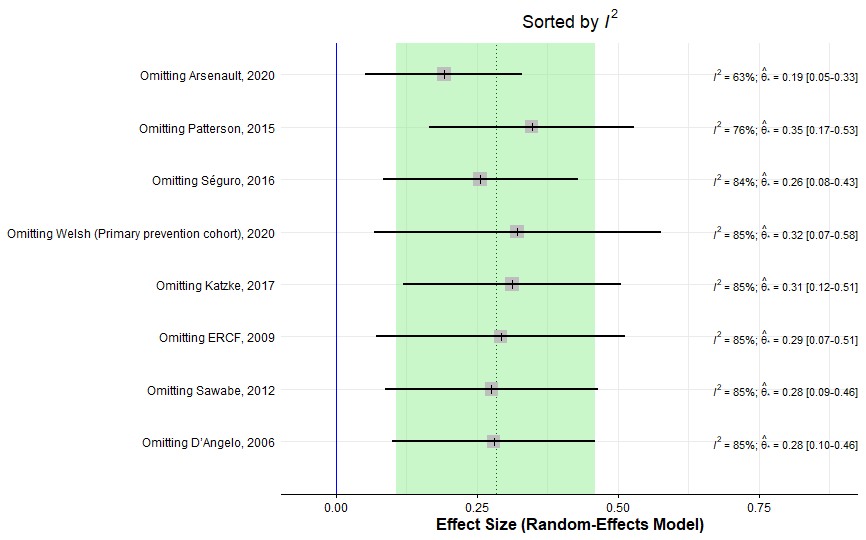 Sorted by I²
Omitting Arsenault, 2020 I² = 63%; θ̂* = 0.19 [0.05-0.33]
Omitting Patterson, 2015 I² = 76%; θ̂* = 0.35 [0.17-0.53]
Omitting Séguro, 2016 I² = 84%; θ̂* = 0.26 [0.08-0.43]
Omitting Welsh (Primary prevention cohort), 2020 I² = 85%; θ̂* = 0.32 [0.07-0.58]
Omitting Katzke, 2017 I² = 85%; θ̂* = 0.31 [0.12-0.51]
Omitting ERCF, 2009 I² = 85%; θ̂* = 0.29 [0.07-0.51]
Omitting Sawabe, 2012 I² = 85%; θ̂* = 0.28 [0.09-0.46]
Omitting D'Angelo, 2006 I² = 85%; θ̂* = 0.28 [0.10-0.46]
0.00 0.25 0.50 0.75
Effect Size (Random-Effects Model)